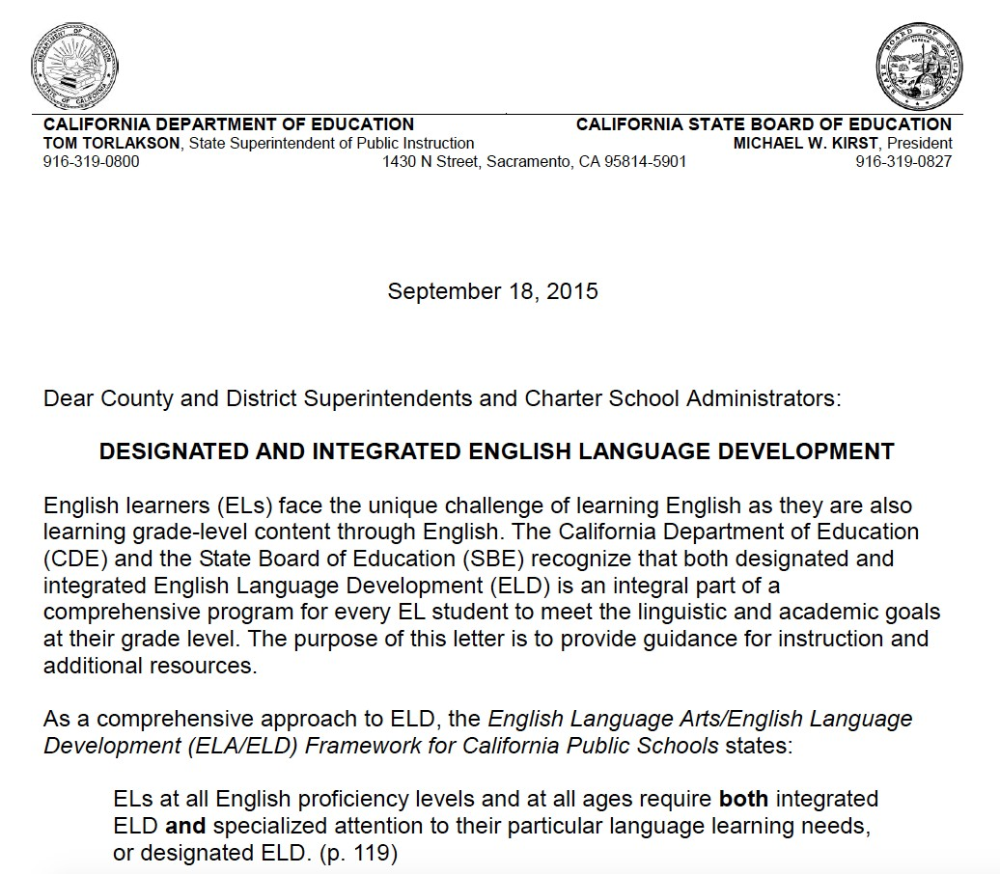 DEPARTMENT OF EDUCATION
STATE OF CALIFORNIA
BOARD OF EDUCATION
STATE
EUREKA
CALIFORNIA DEPARTMENT OF EDUCATION
TOM TORLAKSON, State Superintendent of Public Instruction
916-319-0800
1430 N Street, Sacramento, CA 95814-5901
CALIFORNIA STATE BOARD OF EDUCATION
MICHAEL W. KIRST, President
916-319-0827
September 18, 2015
Dear County and District Superintendents and Charter School Administrators:
DESIGNATED AND INTEGRATED ENGLISH LANGUAGE DEVELOPMENT
English learners (ELs) face the unique challenge of learning English as they are also
learning grade-level content through English. The California Department of Education
(CDE) and the State Board of Education (SBE) recognize that both designated and
integrated English Language Development (ELD) is an integral part of a
comprehensive program for every EL student to meet the linguistic and academic goals
at their grade level. The purpose of this letter is to provide guidance for instruction and
additional resources.
As a comprehensive approach to ELD, the English Language Arts/English Language
Development (ELA/ELD) Framework for California Public Schools states:
ELs at all English proficiency levels and at all ages require both integrated
ELD and specialized attention to their particular language learning needs,
or designated ELD. (p. 119)